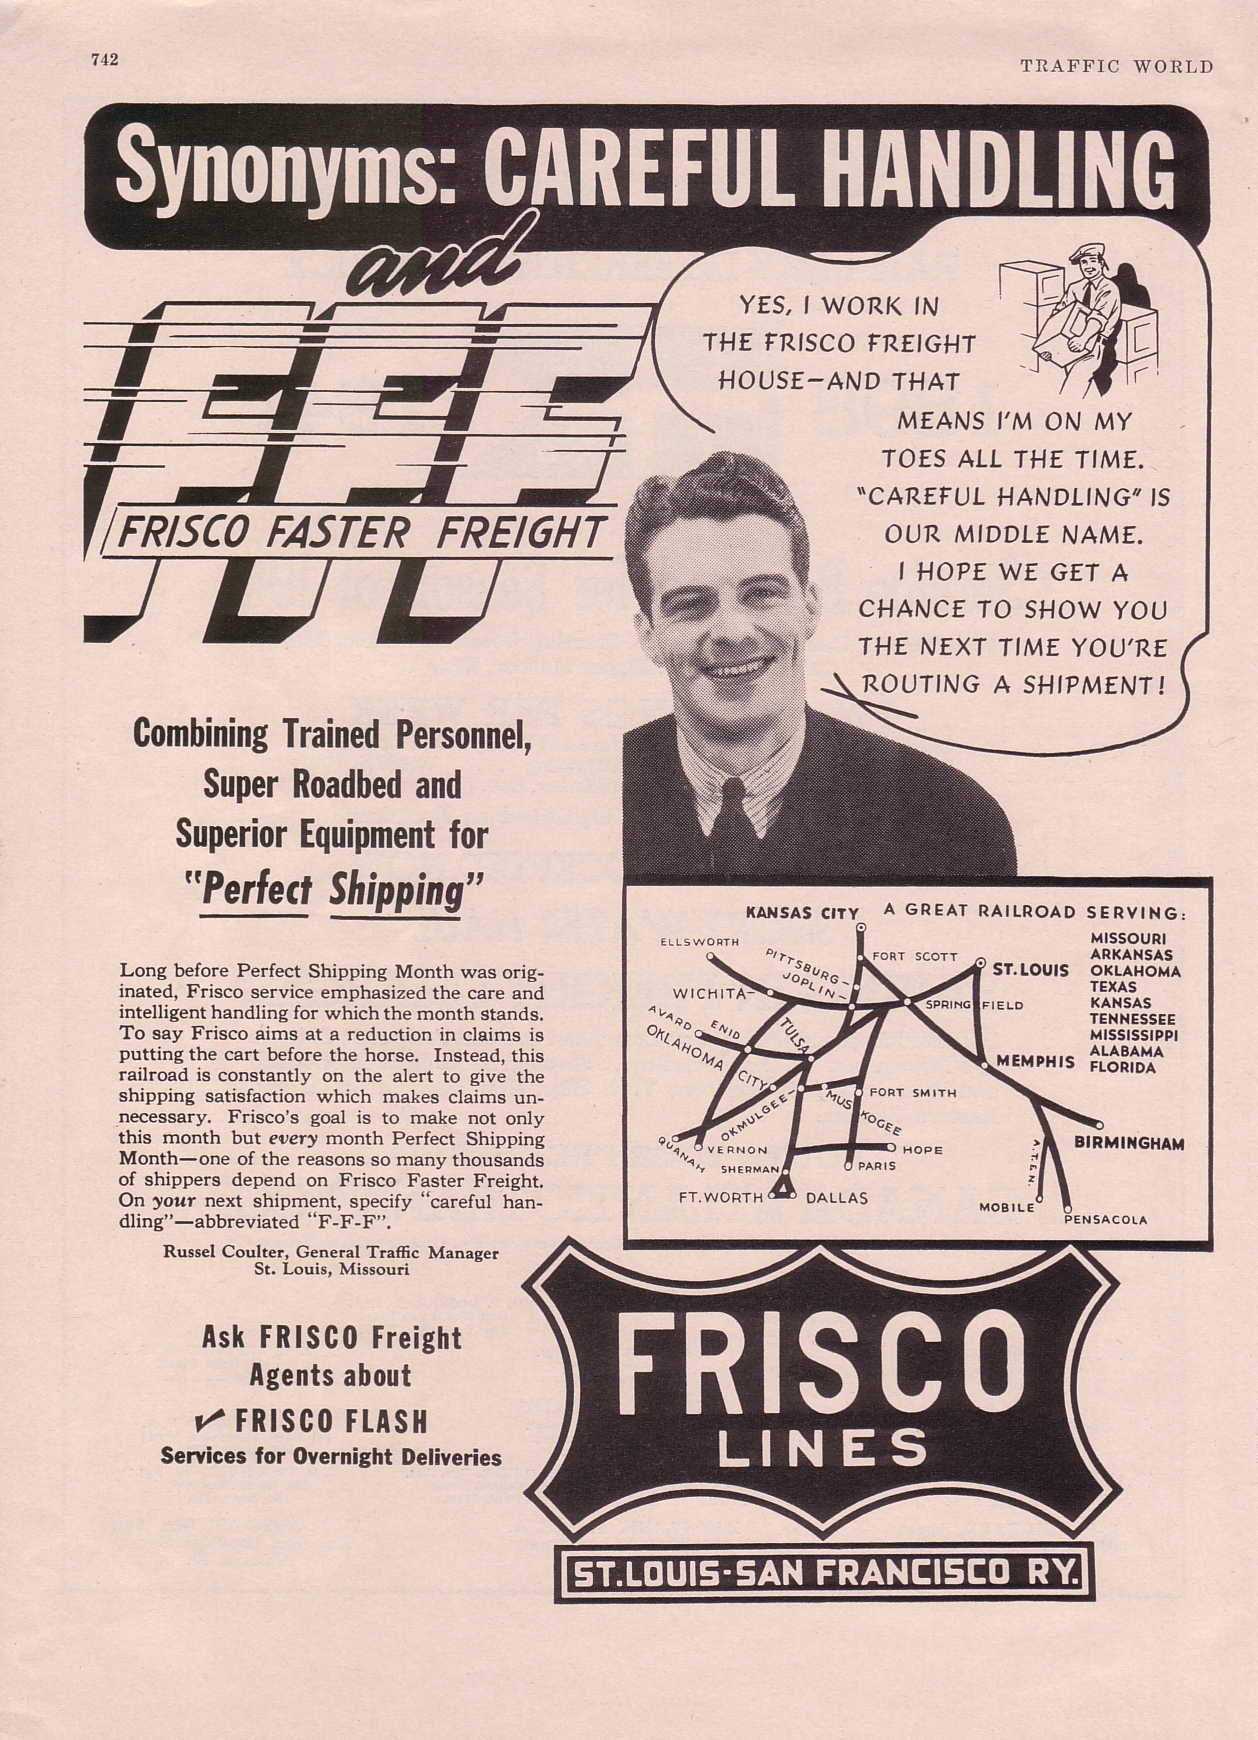 742
TRAFFIC WORLD
Synonyms: CAREFUL HANDLING
and
FFF
FRISCO FASTER FREIGHT
YES, I WORK IN
THE FRISCO FREIGHT
HOUSE—AND THAT
MEANS I'M ON MY
TOES ALL THE TIME.
"CAREFUL HANDLING" IS
OUR MIDDLE NAME.
I HOPE WE GET A
CHANCE TO SHOW YOU
THE NEXT TIME YOU'RE
ROUTING A SHIPMENT!
Combining Trained Personnel,
Super Roadbed and
Superior Equipment for
"Perfect Shipping"
Long before Perfect Shipping Month was orig-
inated, Frisco service emphasized the care and
intelligent handling for which the month stands.
To say Frisco aims at a reduction in claims is
putting the cart before the horse. Instead, this
railroad is constantly on the alert to give the
shipping satisfaction which makes claims un-
necessary. Frisco's goal is to make not only
this month but every month Perfect Shipping
Month—one of the reasons so many thousands
of shippers depend on Frisco Faster Freight.
On your next shipment, specify "careful han-
dling"—abbreviated "F-F-F".
Russel Coulter, General Traffic Manager
St. Louis, Missouri
Ask FRISCO Freight
Agents about
✓ FRISCO FLASH
Services for Overnight Deliveries
A GREAT RAILROAD SERVING:
MISSOURI
ARKANSAS
OKLAHOMA
TEXAS
KANSAS
TENNESSEE
MISSISSIPPI
ALABAMA
FLORIDA
KANSAS CITY
ELLSWORTH
PITTSBURG
JOPLIN
FORT SCOTT
ST. LOUIS
WICHITA
SPRINGFIELD
AVARD
ENID
TULSA
OKLAHOMA CITY
MEMPHIS
OKMULGEE
MUSKOGEE
FORT SMITH
QUANAH
VERNON
HOPE
BIRMINGHAM
SHERMAN
PARIS
A.T.&N.
FT. WORTH
DALLAS
MOBILE
PENSACOLA
FRISCO
LINES
ST. LOUIS-SAN FRANCISCO RY.